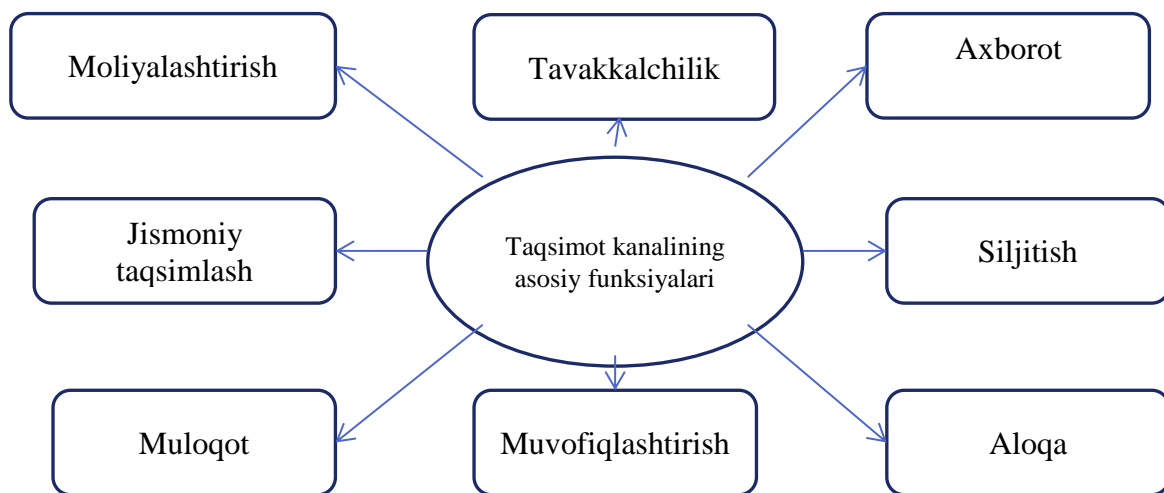 Moliyalashtirish
Tavakkalchilik
Axborot
Jismoniy
taqsimlash
Taqsimot kanalining
asosiy funksiyalari
Siljitish
Muloqot
Muvofiqlashtirish
Aloqa